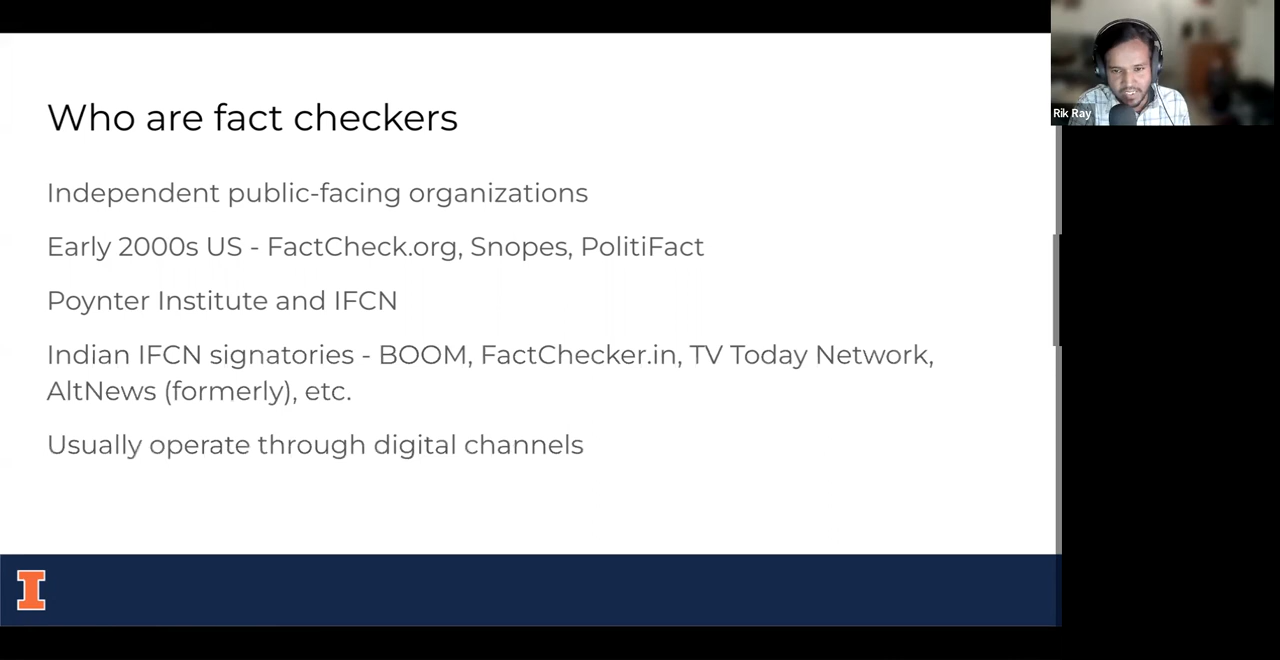 Who are fact checkers
Independent public-facing organizations
Early 2000s US - FactCheck.org, Snopes, PolitiFact
Poynter Institute and IFCN
Indian IFCN signatories - BOOM, FactChecker.in, TV Today Network,
AltNews (formerly), etc.
Usually operate through digital channels
Rik Ray
I